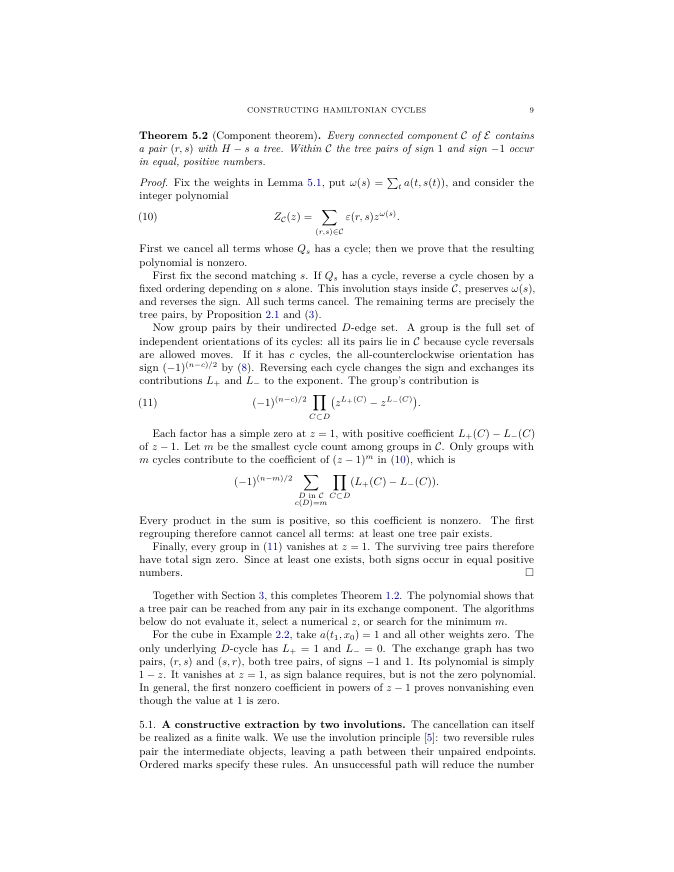 CONSTRUCTING HAMILTONIAN CYCLES 9
Theorem 5.2 (Component theorem). Every connected component 𝒞 of ℰ contains
a pair (r, s) with H − s a tree. Within 𝒞 the tree pairs of sign 1 and sign −1 occur
in equal, positive numbers.
Proof. Fix the weights in Lemma 5.1, put ω(s) = ∑_t a(t, s(t)), and consider the
integer polynomial
(10) Z_𝒞(z) = ∑_{(r,s)∈𝒞} ε(r, s)z^{ω(s)}.
First we cancel all terms whose Q_s has a cycle; then we prove that the resulting
polynomial is nonzero.
First fix the second matching s. If Q_s has a cycle, reverse a cycle chosen by a
fixed ordering depending on s alone. This involution stays inside 𝒞, preserves ω(s),
and reverses the sign. All such terms cancel. The remaining terms are precisely the
tree pairs, by Proposition 2.1 and (3).
Now group pairs by their undirected D-edge set. A group is the full set of
independent orientations of its cycles: all its pairs lie in 𝒞 because cycle reversals
are allowed moves. If it has c cycles, the all-counterclockwise orientation has
sign (−1)^{(n−c)/2} by (8). Reversing each cycle changes the sign and exchanges its
contributions L_+ and L_− to the exponent. The group's contribution is
(11) (−1)^{(n−c)/2} ∏_{C⊂D} (z^{L_+(C)} − z^{L_−(C)}).
Each factor has a simple zero at z = 1, with positive coefficient L_+(C) − L_−(C)
of z − 1. Let m be the smallest cycle count among groups in 𝒞. Only groups with
m cycles contribute to the coefficient of (z − 1)^m in (10), which is
(−1)^{(n−m)/2} ∑_{D in 𝒞, c(D)=m} ∏_{C⊂D} (L_+(C) − L_−(C)).
Every product in the sum is positive, so this coefficient is nonzero. The first
regrouping therefore cannot cancel all terms: at least one tree pair exists.
Finally, every group in (11) vanishes at z = 1. The surviving tree pairs therefore
have total sign zero. Since at least one exists, both signs occur in equal positive
numbers. □
Together with Section 3, this completes Theorem 1.2. The polynomial shows that
a tree pair can be reached from any pair in its exchange component. The algorithms
below do not evaluate it, select a numerical z, or search for the minimum m.
For the cube in Example 2.2, take a(t_1, x_0) = 1 and all other weights zero. The
only underlying D-cycle has L_+ = 1 and L_− = 0. The exchange graph has two
pairs, (r, s) and (s, r), both tree pairs, of signs −1 and 1. Its polynomial is simply
1 − z. It vanishes at z = 1, as sign balance requires, but is not the zero polynomial.
In general, the first nonzero coefficient in powers of z − 1 proves nonvanishing even
though the value at 1 is zero.
5.1. A constructive extraction by two involutions. The cancellation can itself
be realized as a finite walk. We use the involution principle [5]: two reversible rules
pair the intermediate objects, leaving a path between their unpaired endpoints.
Ordered marks specify these rules. An unsuccessful path will reduce the number